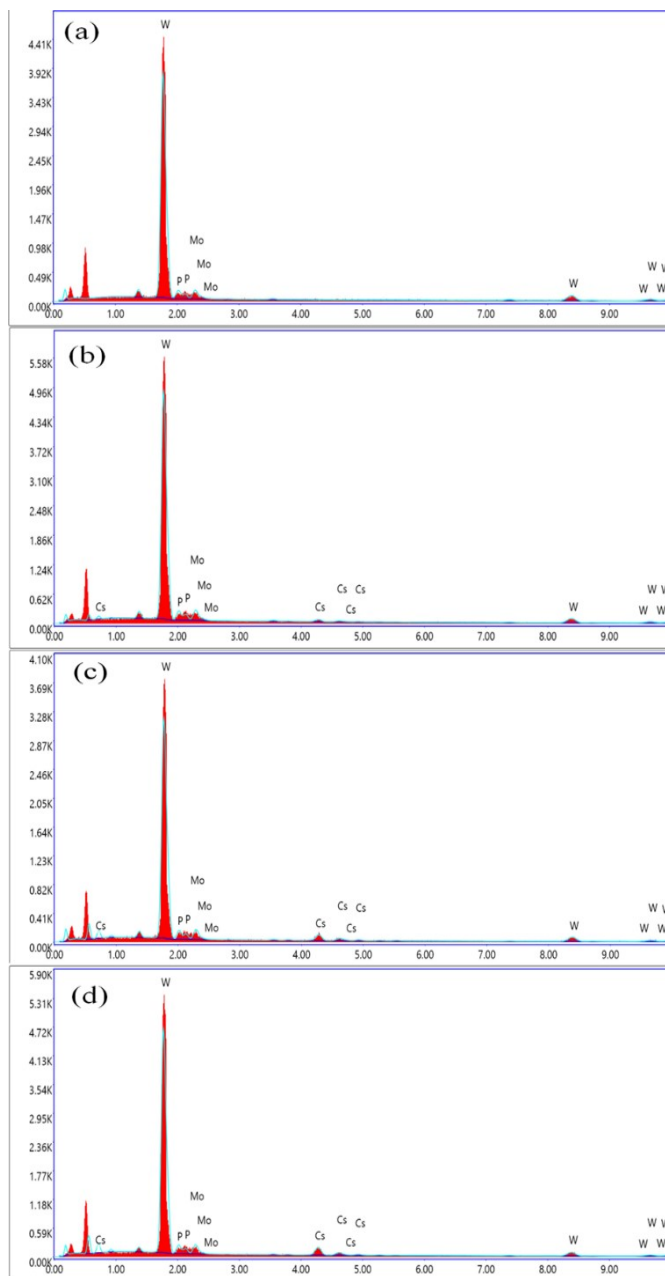 (a)
W
4.41K
3.92K
3.43K
2.94K
2.45K
1.96K
1.47K
0.98K Mo
Mo W
0.49K P P Mo W W
W W
0.00K
0.00 1.00 2.00 3.00 4.00 5.00 6.00 7.00 8.00 9.00
(b)
W
5.58K
4.96K
4.34K
3.72K
3.10K
2.48K
1.86K
1.24K Mo
Mo Cs Cs W W
0.62K Cs P P Mo Cs Cs W W W
0.00K
0.00 1.00 2.00 3.00 4.00 5.00 6.00 7.00 8.00 9.00
4.10K (c)
W
3.69K
3.28K
2.87K
2.46K
2.05K
1.64K
1.23K
0.82K Mo
Mo Cs Cs W W
0.41K Cs P P Mo Cs Cs W W W
0.00K
0.00 1.00 2.00 3.00 4.00 5.00 6.00 7.00 8.00 9.00
5.90K
(d) W
5.31K
4.72K
4.13K
3.54K
2.95K
2.36K
1.77K
1.18K Mo
Mo Cs Cs W W
0.59K Cs P P Mo Cs Cs W W W
0.00K
0.00 1.00 2.00 3.00 4.00 5.00 6.00 7.00 8.00 9.00